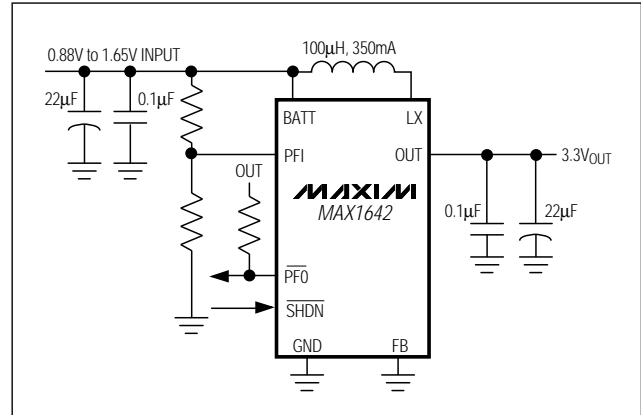 0.88V to 1.65V INPUT
100µH, 350mA
22µF
0.1µF
BATT
LX
PFI
OUT
OUT
3.3VOUT
MAXIM
MAX1642
0.1µF
22µF
PF0
SHDN
GND
FB